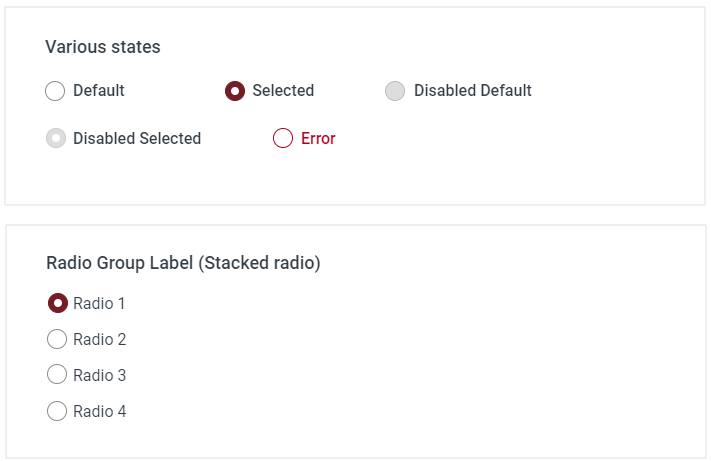 Various states
Default Selected Disabled Default
Disabled Selected Error
Radio Group Label (Stacked radio)
Radio 1
Radio 2
Radio 3
Radio 4